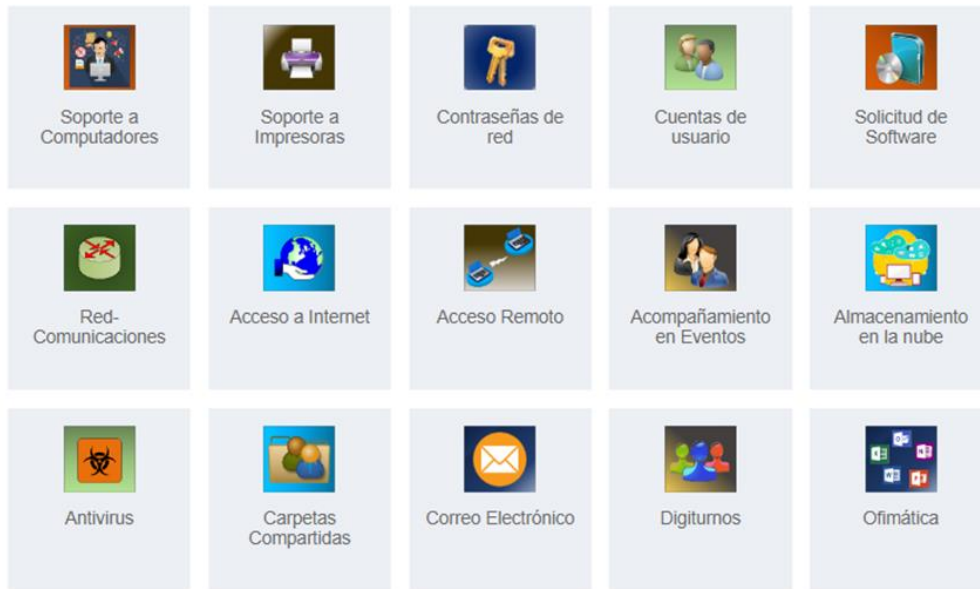 Soporte a
Computadores
Soporte a
Impresoras
Contraseñas de
red
Cuentas de
usuario
Solicitud de
Software
Red-
Comunicaciones
Acceso a Internet
Acceso Remoto
Acompañamiento
en Eventos
Almacenamiento
en la nube
Antivirus
Carpetas
Compartidas
Correo Electrónico
Digiturnos
Ofimática